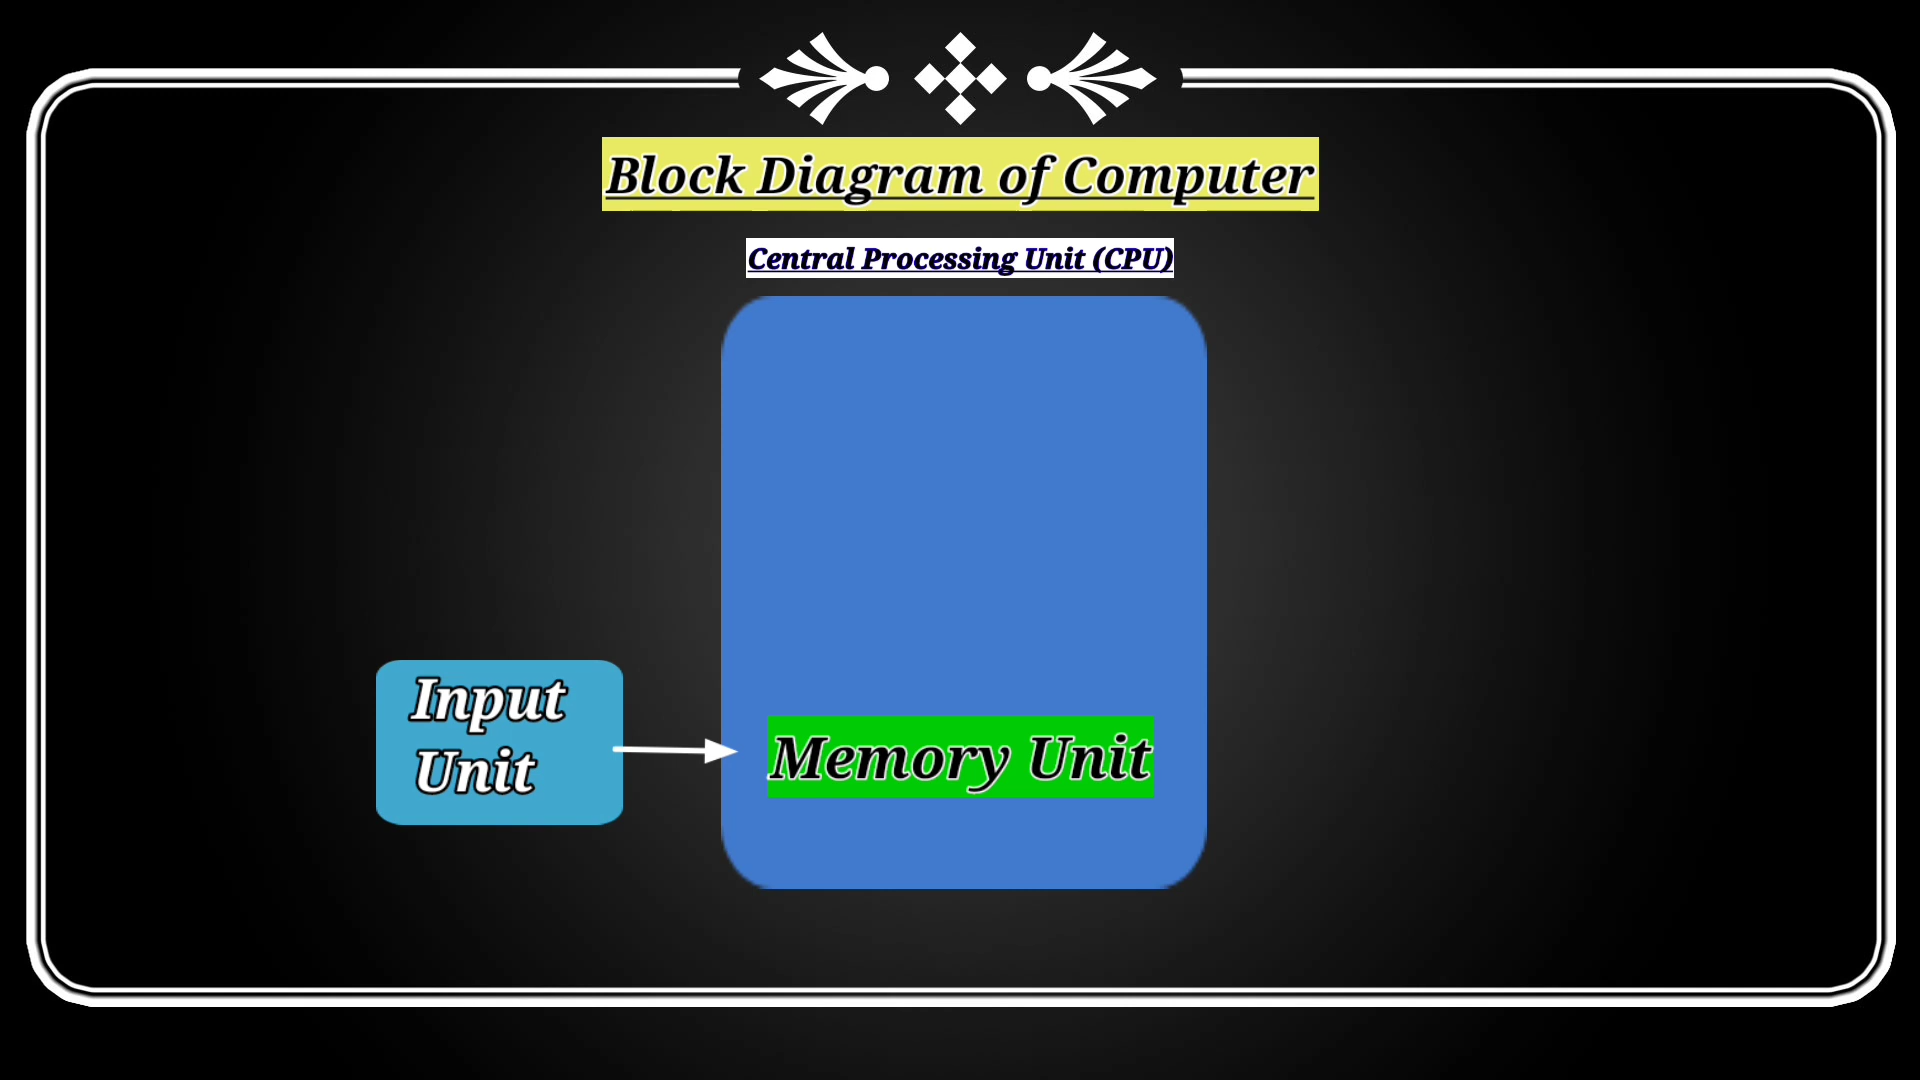 Block Diagram of Computer
Central Processing Unit (CPU)
Input
Unit
Memory Unit